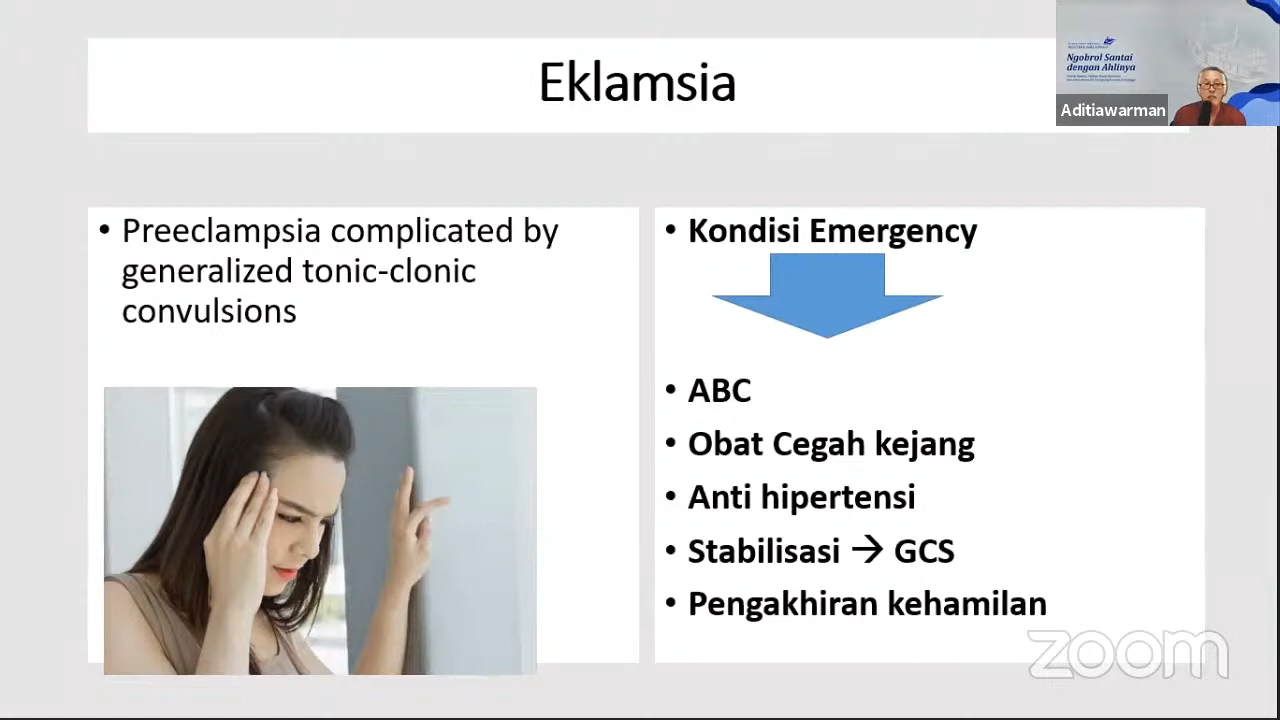 Eklamsia
Ngobrol Santai
dengan Ahlinya
Aditiawarman
• Preeclampsia complicated by
generalized tonic-clonic
convulsions
• Kondisi Emergency
• ABC
• Obat Cegah kejang
• Anti hipertensi
• Stabilisasi → GCS
• Pengakhiran kehamilan
zoom